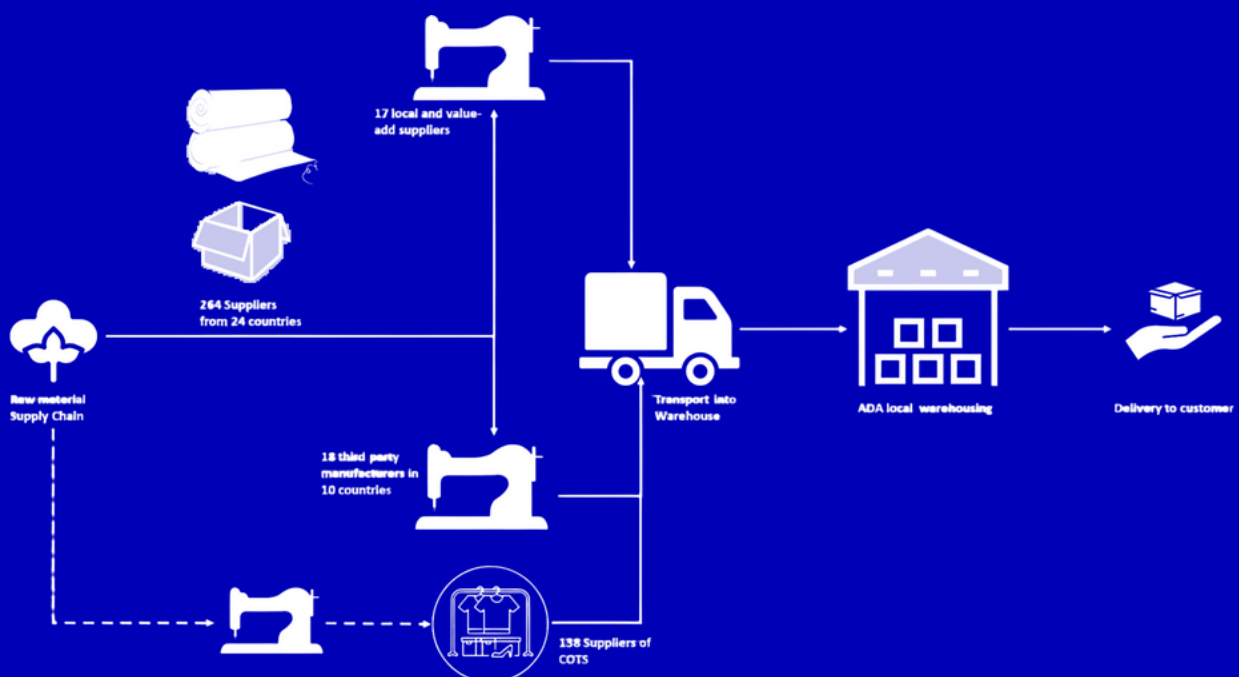 17 local and value-
add suppliers
264 Suppliers
from 24 countries
Raw material
Supply Chain
Transport into
Warehouse
ADA local warehousing
Delivery to customer
18 third party
manufacturers in
10 countries
138 Suppliers of
COTS